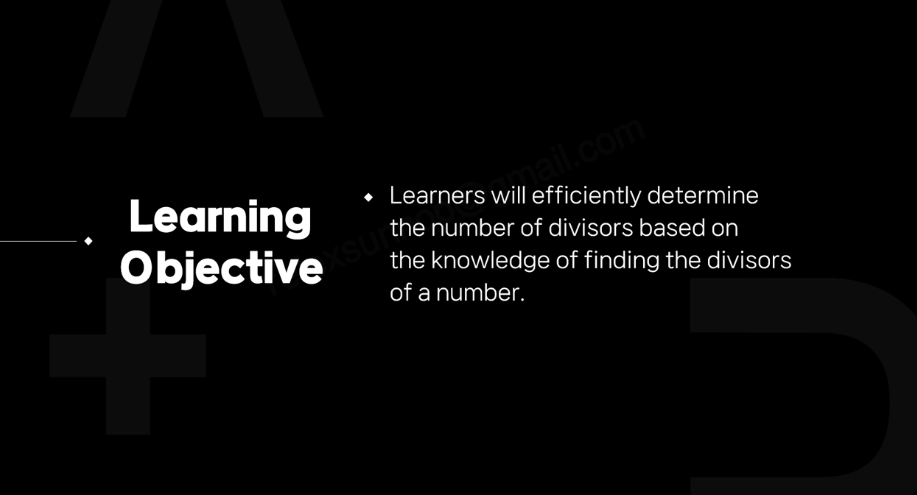 Learning
Objective
Learners will efficiently determine
the number of divisors based on
the knowledge of finding the divisors
of a number.